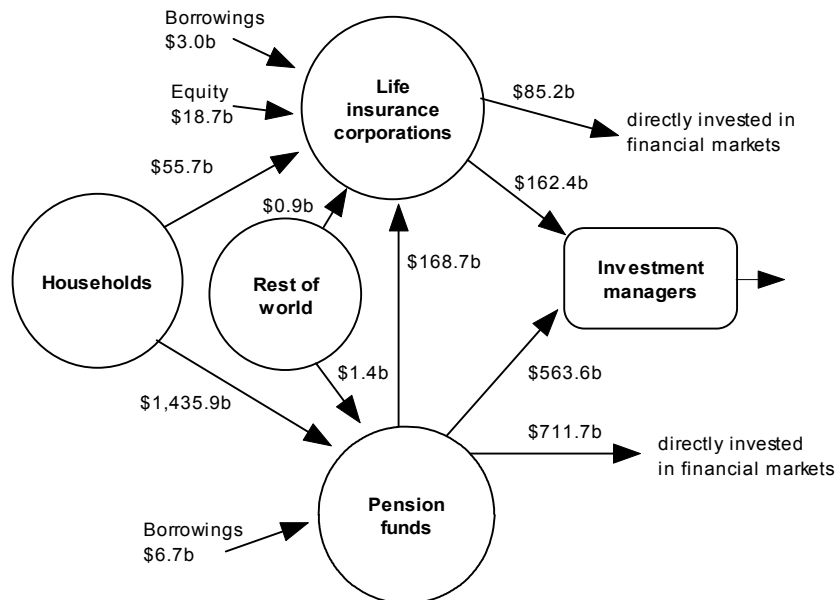 Borrowings
$3.0b
Equity
$18.7b
Life
insurance
corporations
$85.2b
directly invested in
financial markets
$55.7b
$0.9b
$162.4b
Households
Rest of
world
$168.7b
Investment
managers
$1,435.9b
$1.4b
$563.6b
$711.7b
directly invested
in financial markets
Pension
funds
Borrowings
$6.7b